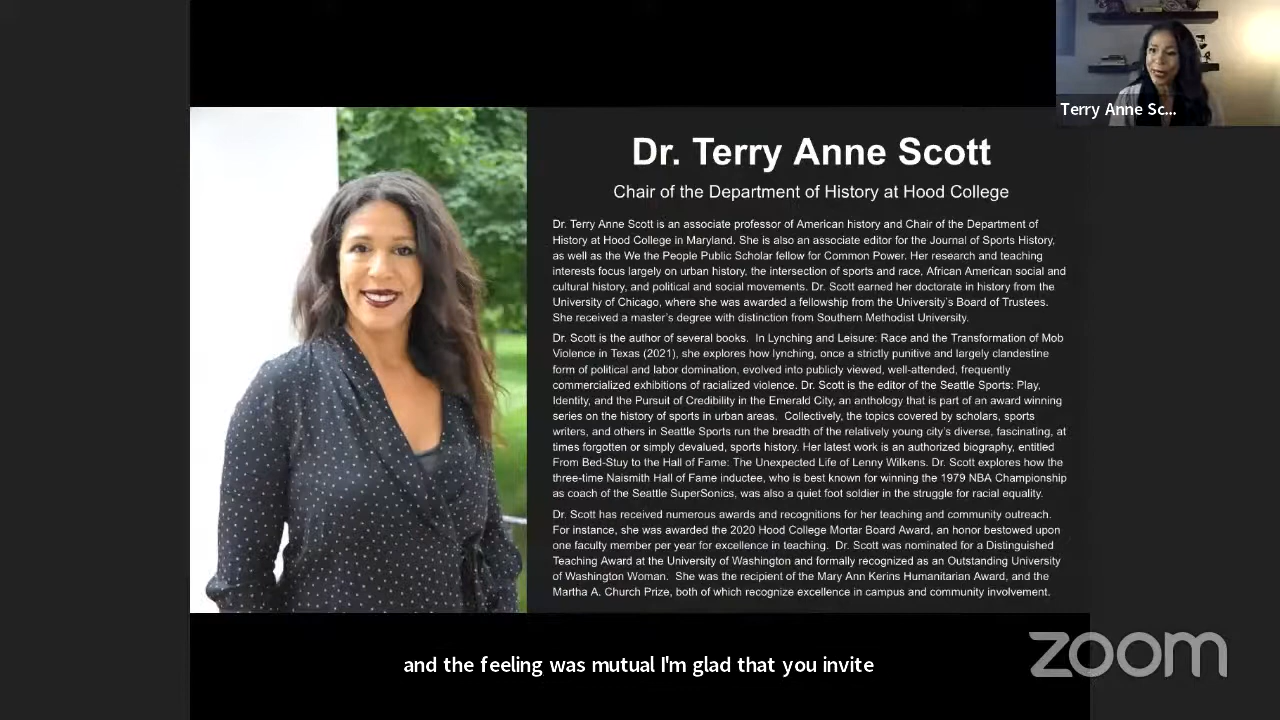 Terry Anne Sc...
Dr. Terry Anne Scott
Chair of the Department of History at Hood College
Dr. Terry Anne Scott is an associate professor of American history and Chair of the Department of
History at Hood College in Maryland. She is also an associate editor for the Journal of Sports History,
as well as the We the People Public Scholar fellow for Common Power. Her research and teaching
interests focus largely on urban history, the intersection of sports and race, African American social and
cultural history, and political and social movements. Dr. Scott earned her doctorate in history from the
University of Chicago, where she was awarded a fellowship from the University's Board of Trustees.
She received a master's degree with distinction from Southern Methodist University.
Dr. Scott is the author of several books. In Lynching and Leisure: Race and the Transformation of Mob
Violence in Texas (2021), she explores how lynching, once a strictly punitive and largely clandestine
form of political and labor domination, evolved into publicly viewed, well-attended, frequently
commercialized exhibitions of racialized violence. Dr. Scott is the editor of the Seattle Sports: Play,
Identity, and the Pursuit of Credibility in the Emerald City, an anthology that is part of an award winning
series on the history of sports in urban areas. Collectively, the topics covered by scholars, sports
writers, and others in Seattle Sports run the breadth of the relatively young city's diverse, fascinating, at
times forgotten or simply devalued, sports history. Her latest work is an authorized biography, entitled
From Bed-Stuy to the Hall of Fame: The Unexpected Life of Lenny Wilkens. Dr. Scott explores how the
three-time Naismith Hall of Fame inductee, who is best known for winning the 1979 NBA Championship
as coach of the Seattle SuperSonics, was also a quiet foot soldier in the struggle for racial equality.
Dr. Scott has received numerous awards and recognitions for her teaching and community outreach.
For instance, she was awarded the 2020 Hood College Mortar Board Award, an honor bestowed upon
one faculty member per year for excellence in teaching. Dr. Scott was nominated for a Distinguished
Teaching Award at the University of Washington and formally recognized as an Outstanding University
of Washington Woman. She was the recipient of the Mary Ann Kerins Humanitarian Award, and the
Martha A. Church Prize, both of which recognize excellence in campus and community involvement.
and the feeling was mutual I'm glad that you invite
zoom